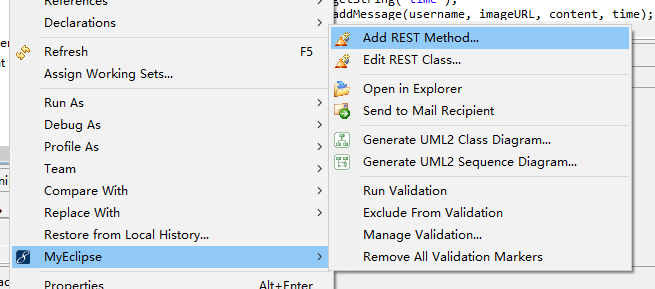 References
Declarations
Refresh F5
Assign Working Sets...
Run As
Debug As
Profile As
Team
Compare With
Replace With
Restore from Local History...
MyEclipse
Properties Alt+Enter
getString("time");
addMessage(username, imageURL, content, time);
Add REST Method...
Edit REST Class...
Open in Explorer
Send to Mail Recipient
Generate UML2 Class Diagram...
Generate UML2 Sequence Diagram...
Run Validation
Exclude From Validation
Manage Validation...
Remove All Validation Markers